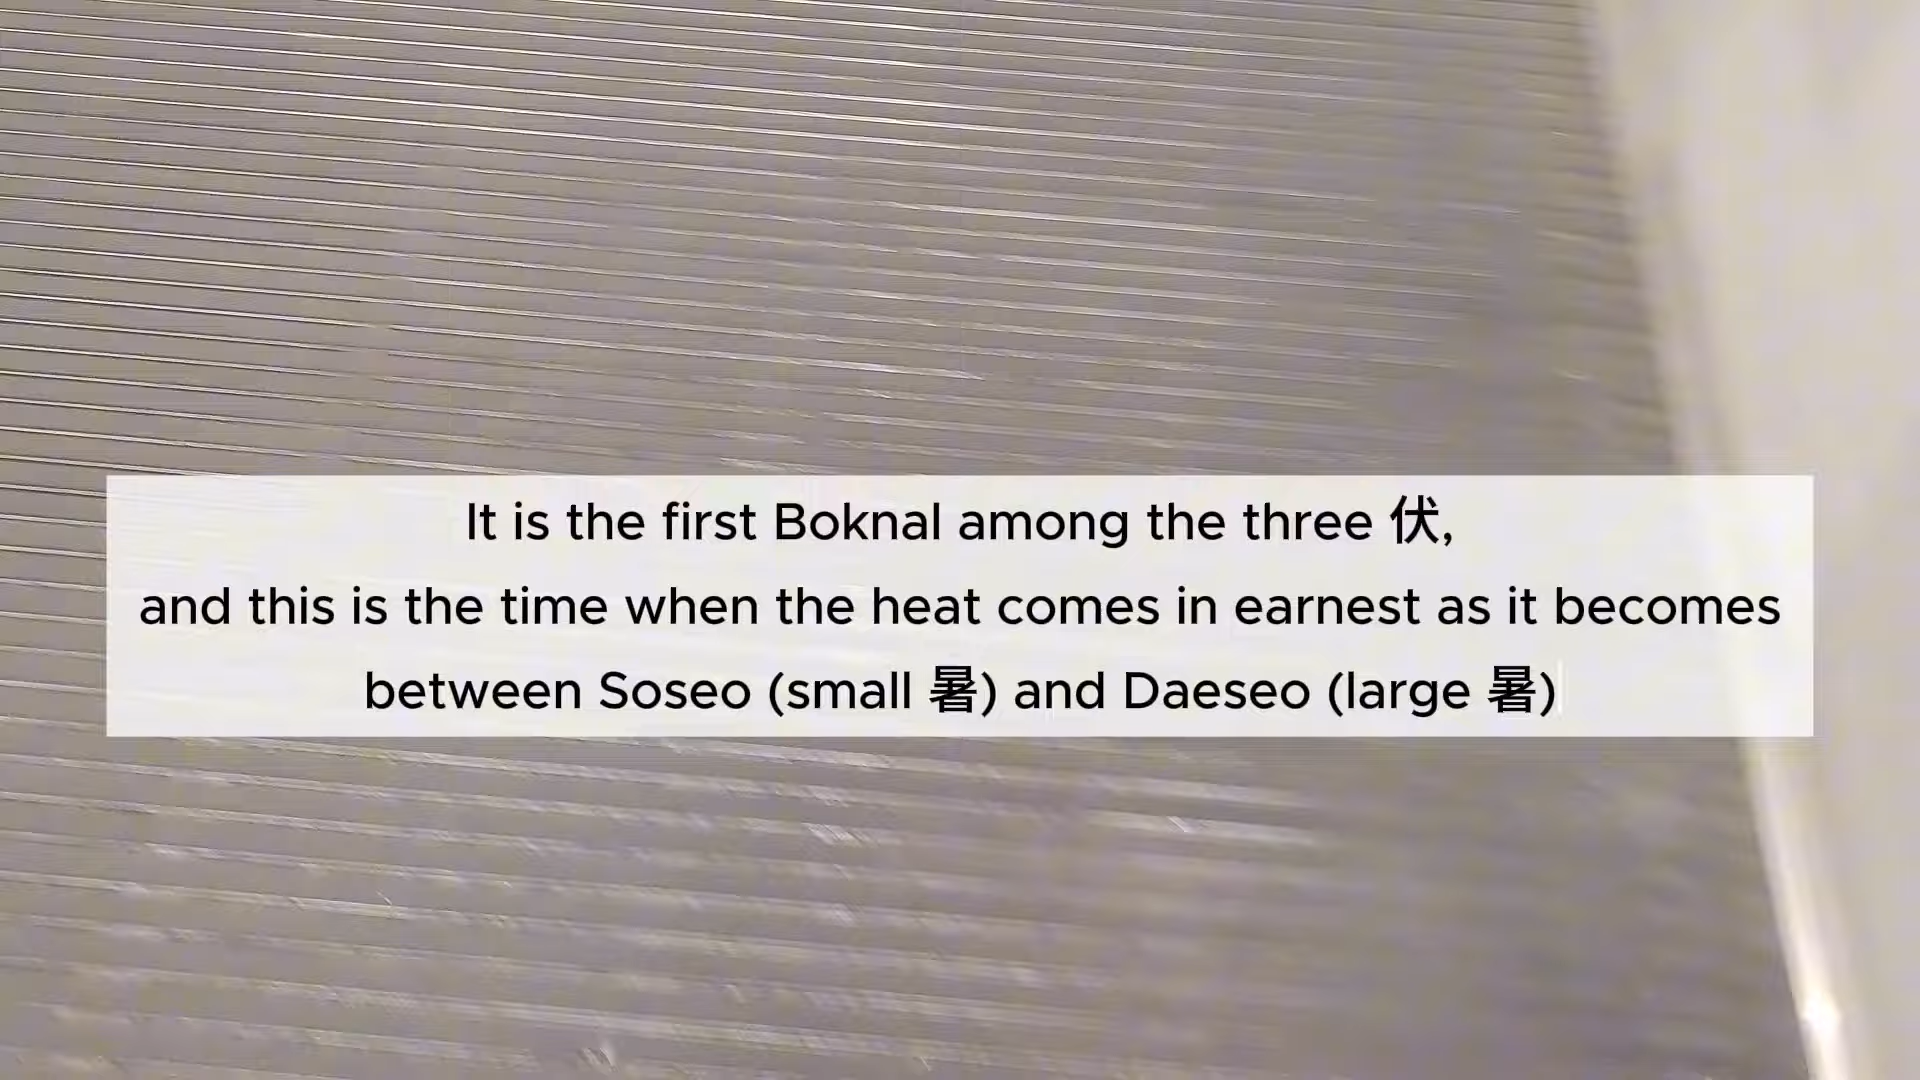 It is the first Boknal among the three 伏,
and this is the time when the heat comes in earnest as it becomes
between Soseo (small 暑) and Daeseo (large 暑)